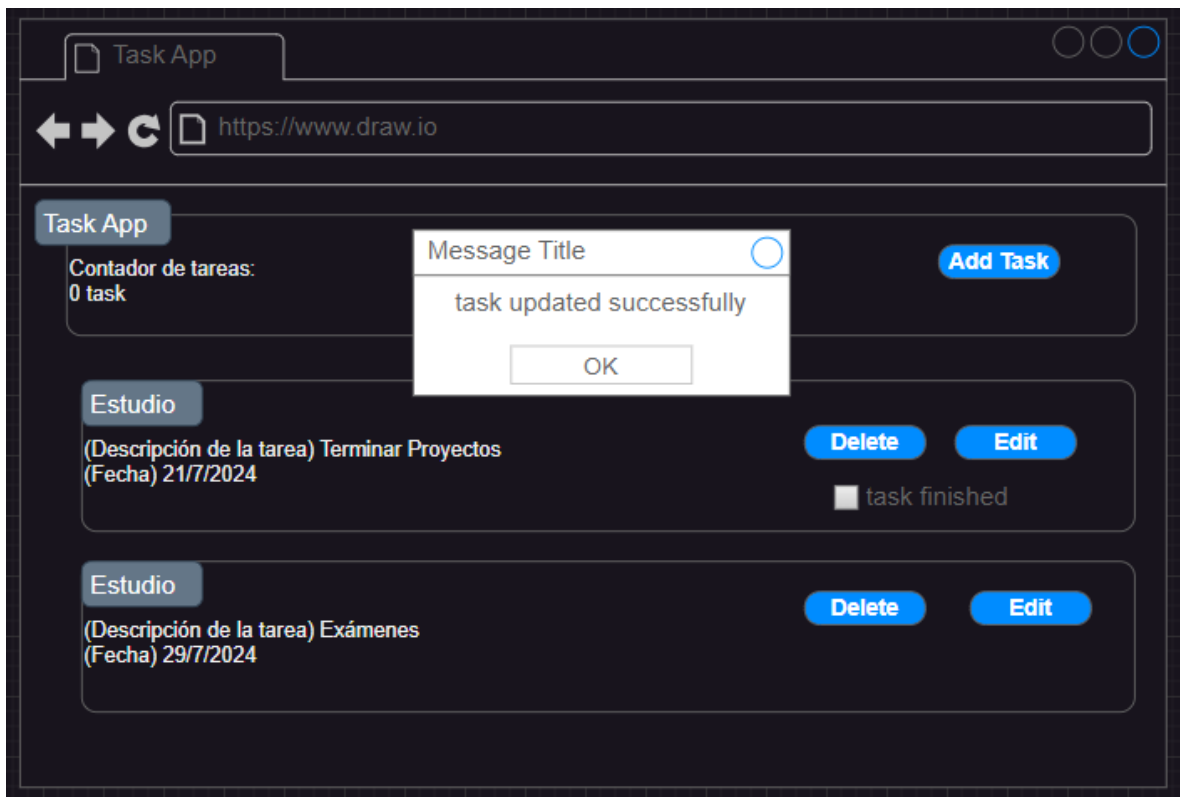 Task App
https://www.draw.io
Task App
Contador de tareas:
0 task
Add Task
Message Title
task updated successfully
OK
Estudio
(Descripción de la tarea) Terminar Proyectos
(Fecha) 21/7/2024
Delete
Edit
task finished
Estudio
(Descripción de la tarea) Exámenes
(Fecha) 29/7/2024
Delete
Edit